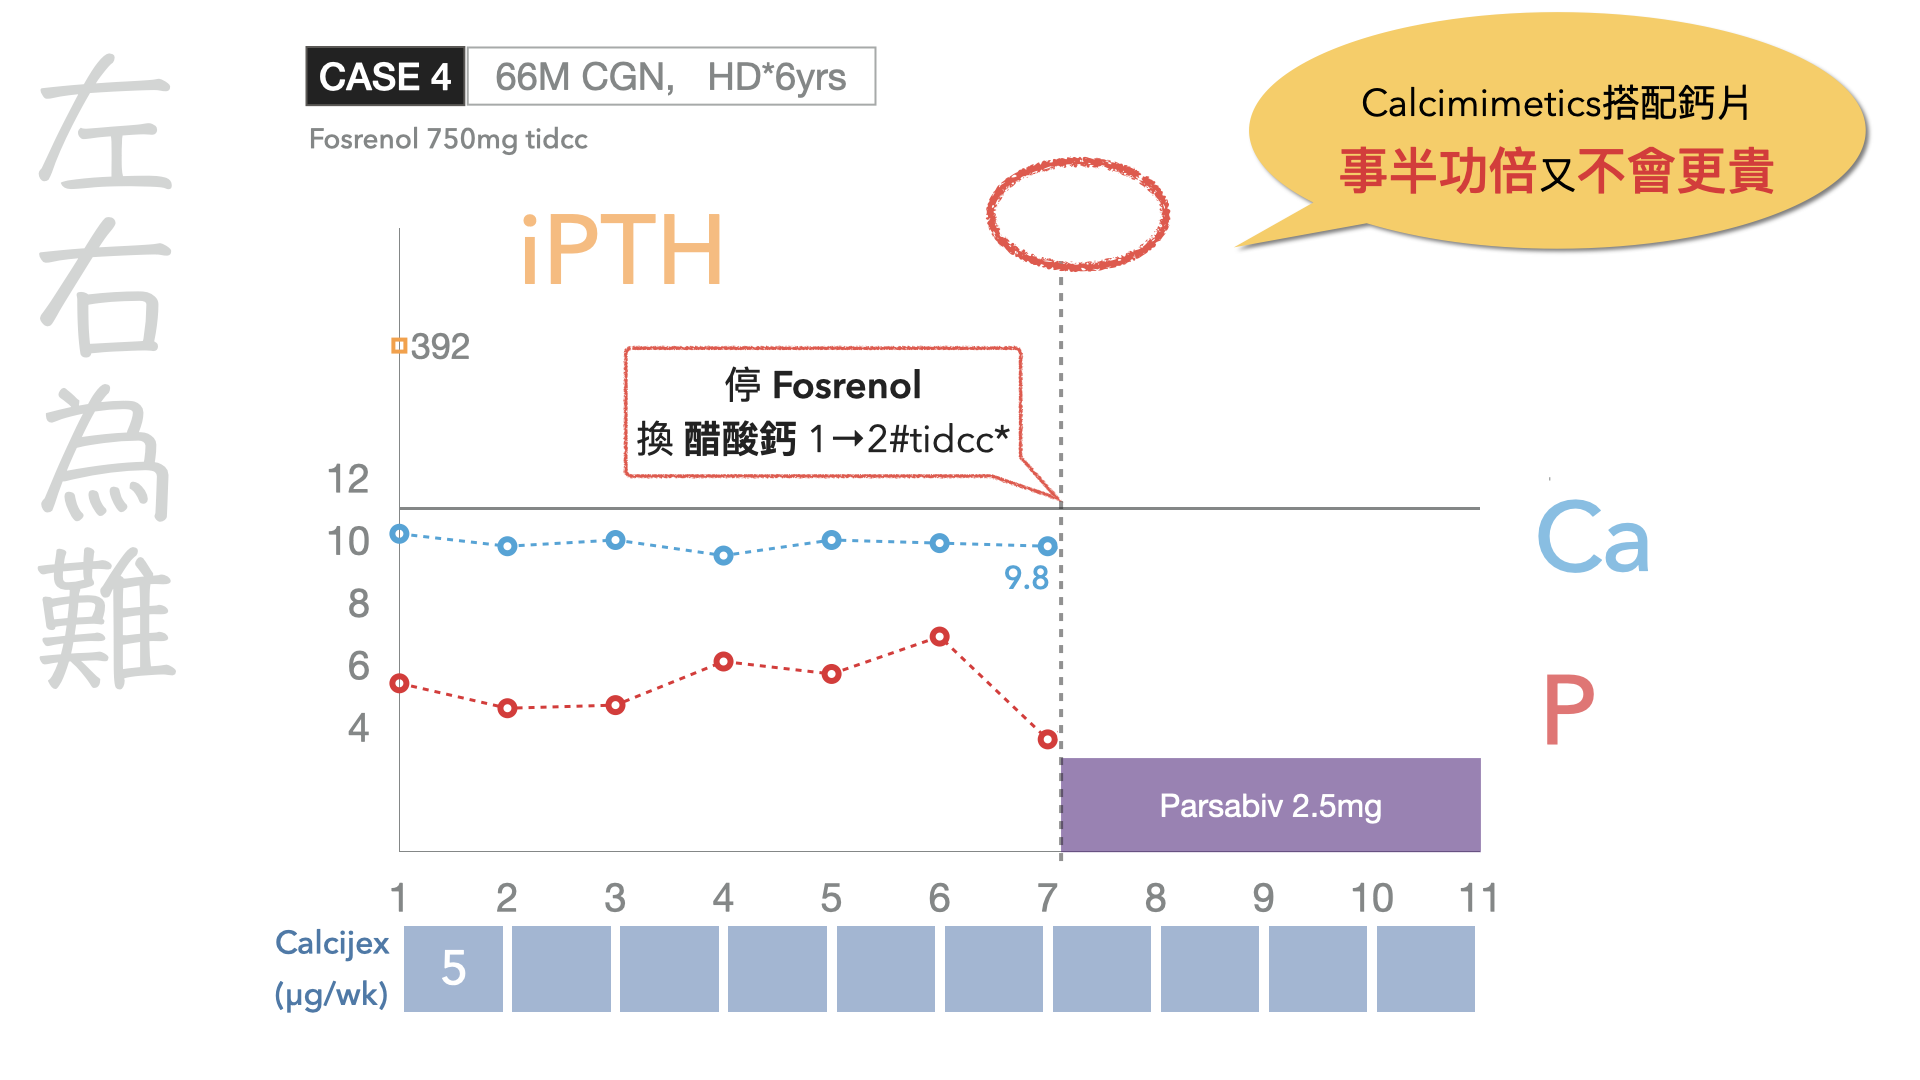 左右為難
CASE 4
66M CGN, HD*6yrs
Fosrenol 750mg tidcc
Calcimimetics搭配鈣片
事半功倍又不會更貴
iPTH
392
停 Fosrenol
換 醋酸鈣 1→2#tidcc*
12
10
8
6
4
9.8
Ca
P
Parsabiv 2.5mg
1 2 3 4 5 6 7 8 9 10 11
Calcijex
(µg/wk)
5